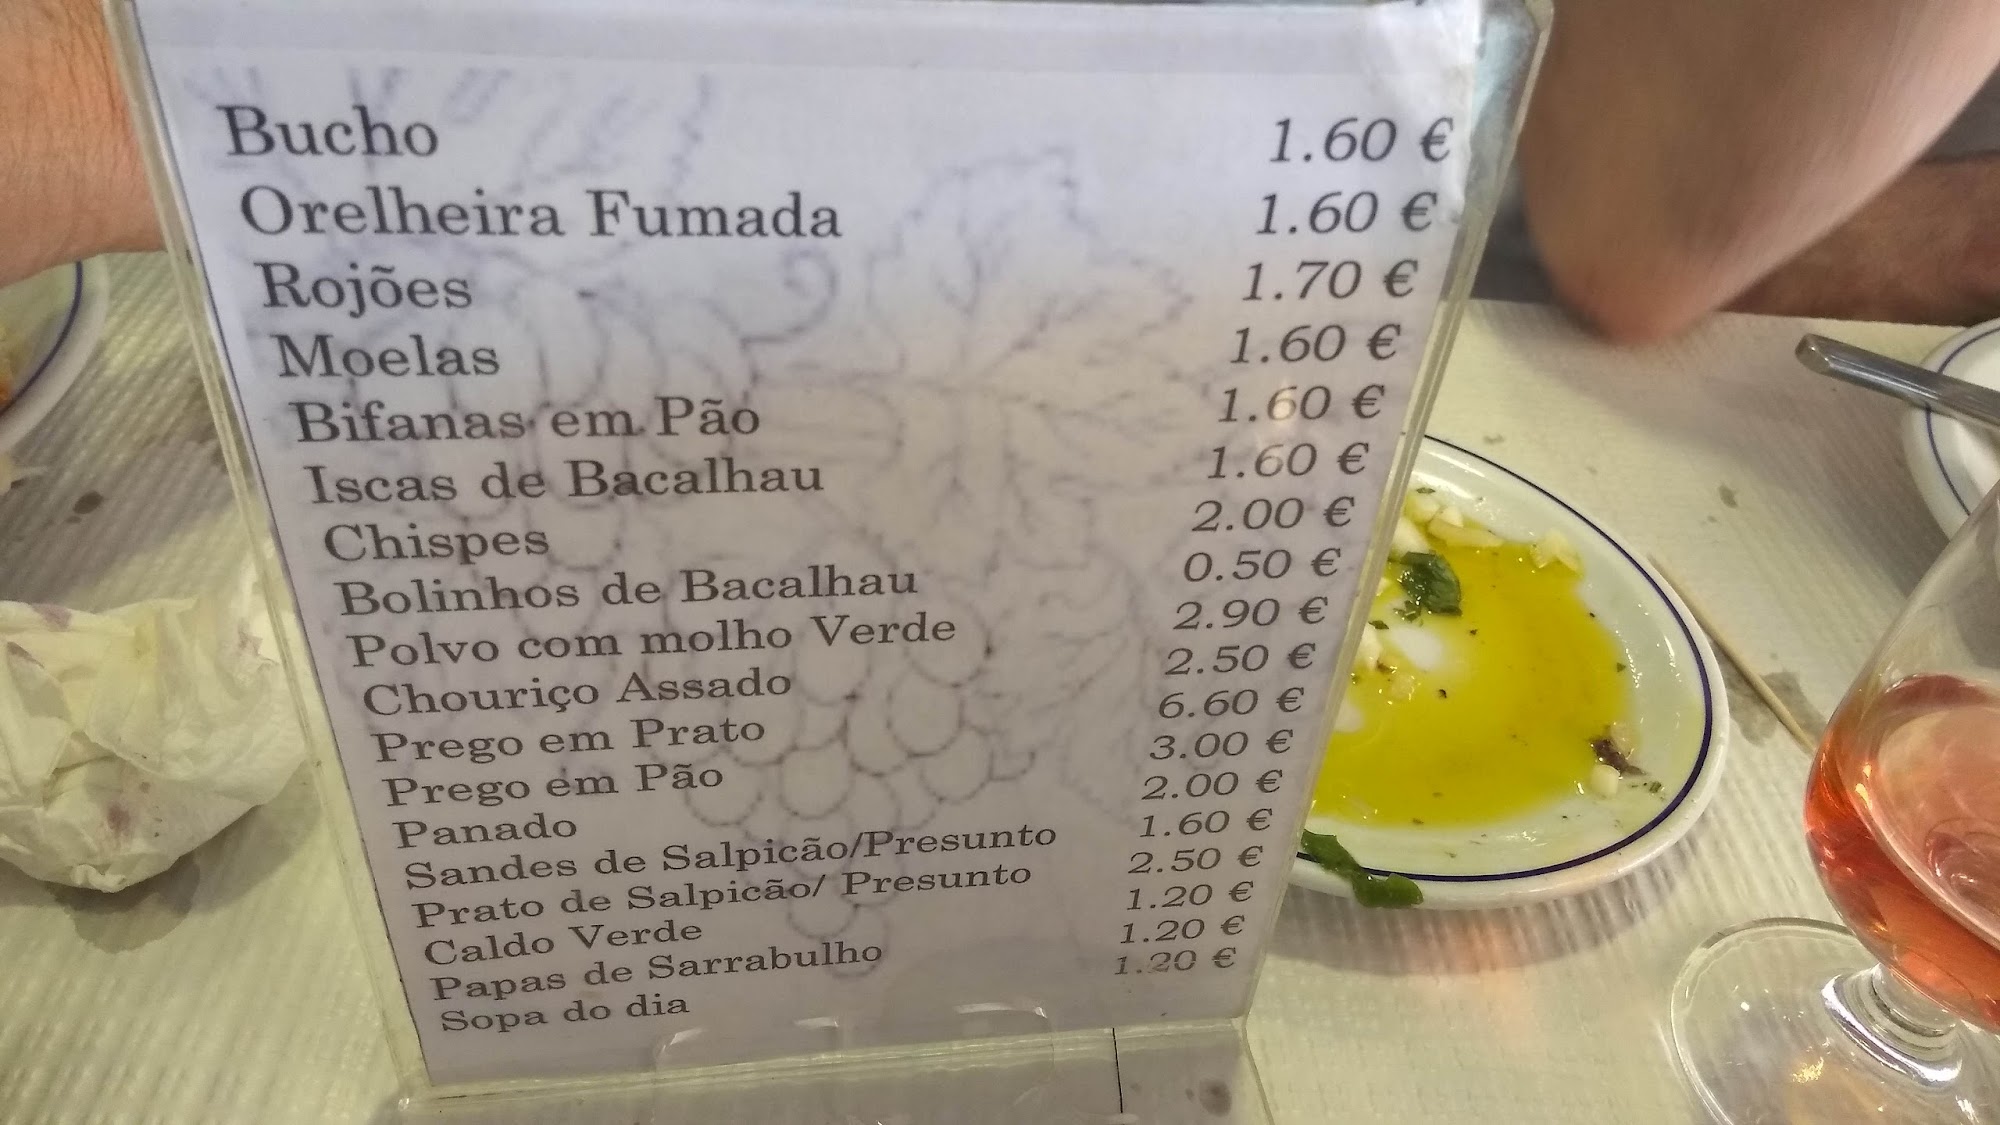 Bucho 1.60 €
Orelheira Fumada 1.60 €
Rojões 1.70 €
Moelas 1.60 €
Bifanas em Pão 1.60 €
Iscas de Bacalhau 1.60 €
Chispes 2.00 €
Bolinhos de Bacalhau 0.50 €
Polvo com molho Verde 2.90 €
Chouriço Assado 2.50 €
Prego em Prato 6.60 €
Prego em Pão 3.00 €
Panado 2.00 €
Sandes de Salpicão/Presunto 1.60 €
Prato de Salpicão/ Presunto 2.50 €
Caldo Verde 1.20 €
Papas de Sarrabulho 1.20 €
Sopa do dia 1.20 €